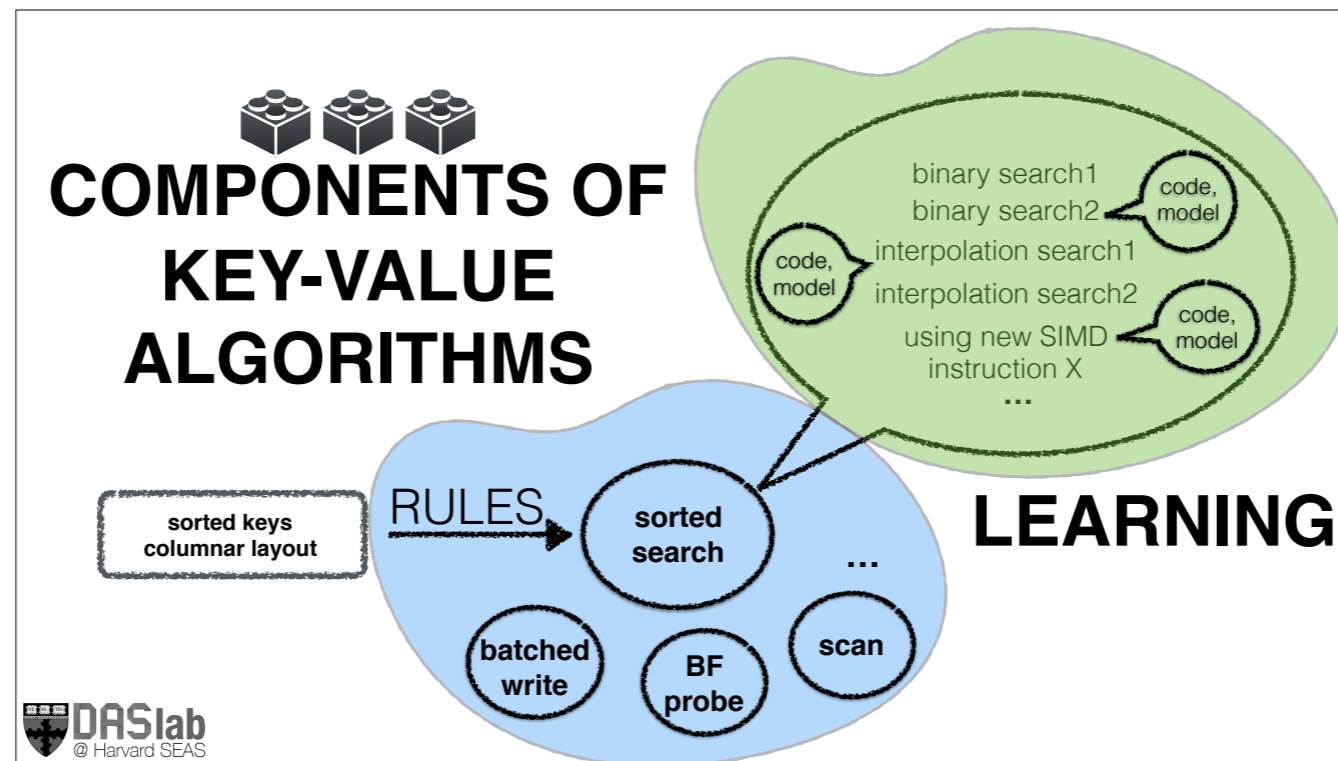 COMPONENTS OF
KEY-VALUE
ALGORITHMS
binary search1
binary search2
code,
model
interpolation search1
code,
model
interpolation search2
using new SIMD
instruction X
code,
model
...
LEARNING
sorted keys
columnar layout
RULES
sorted
search
...
batched
write
BF
probe
scan
DASlab
@ Harvard SEAS